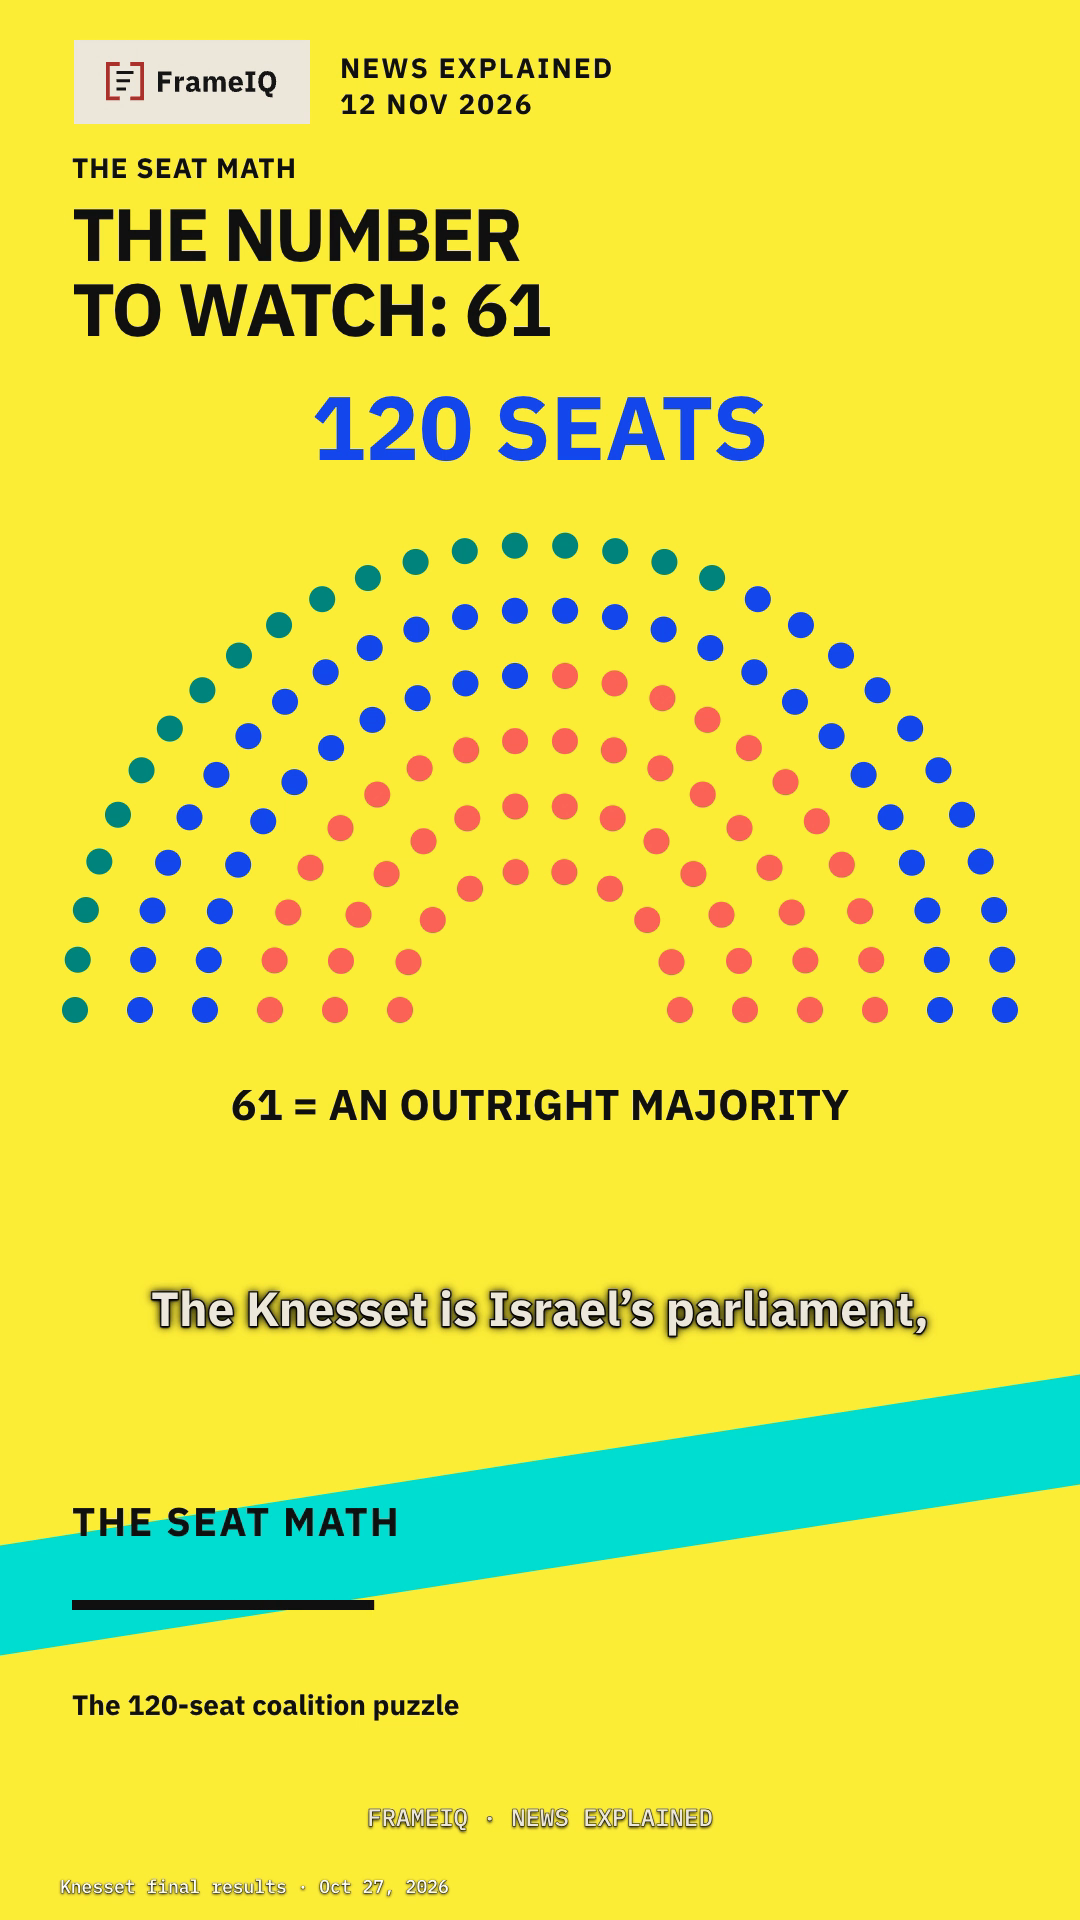 FrameIQ
NEWS EXPLAINED
12 NOV 2026
THE SEAT MATH
THE NUMBER
TO WATCH: 61
120 SEATS
61 = AN OUTRIGHT MAJORITY
The Knesset is Israel’s parliament,
THE SEAT MATH
The 120-seat coalition puzzle
FRAMEIQ · NEWS EXPLAINED
Knesset final results · Oct 27, 2026